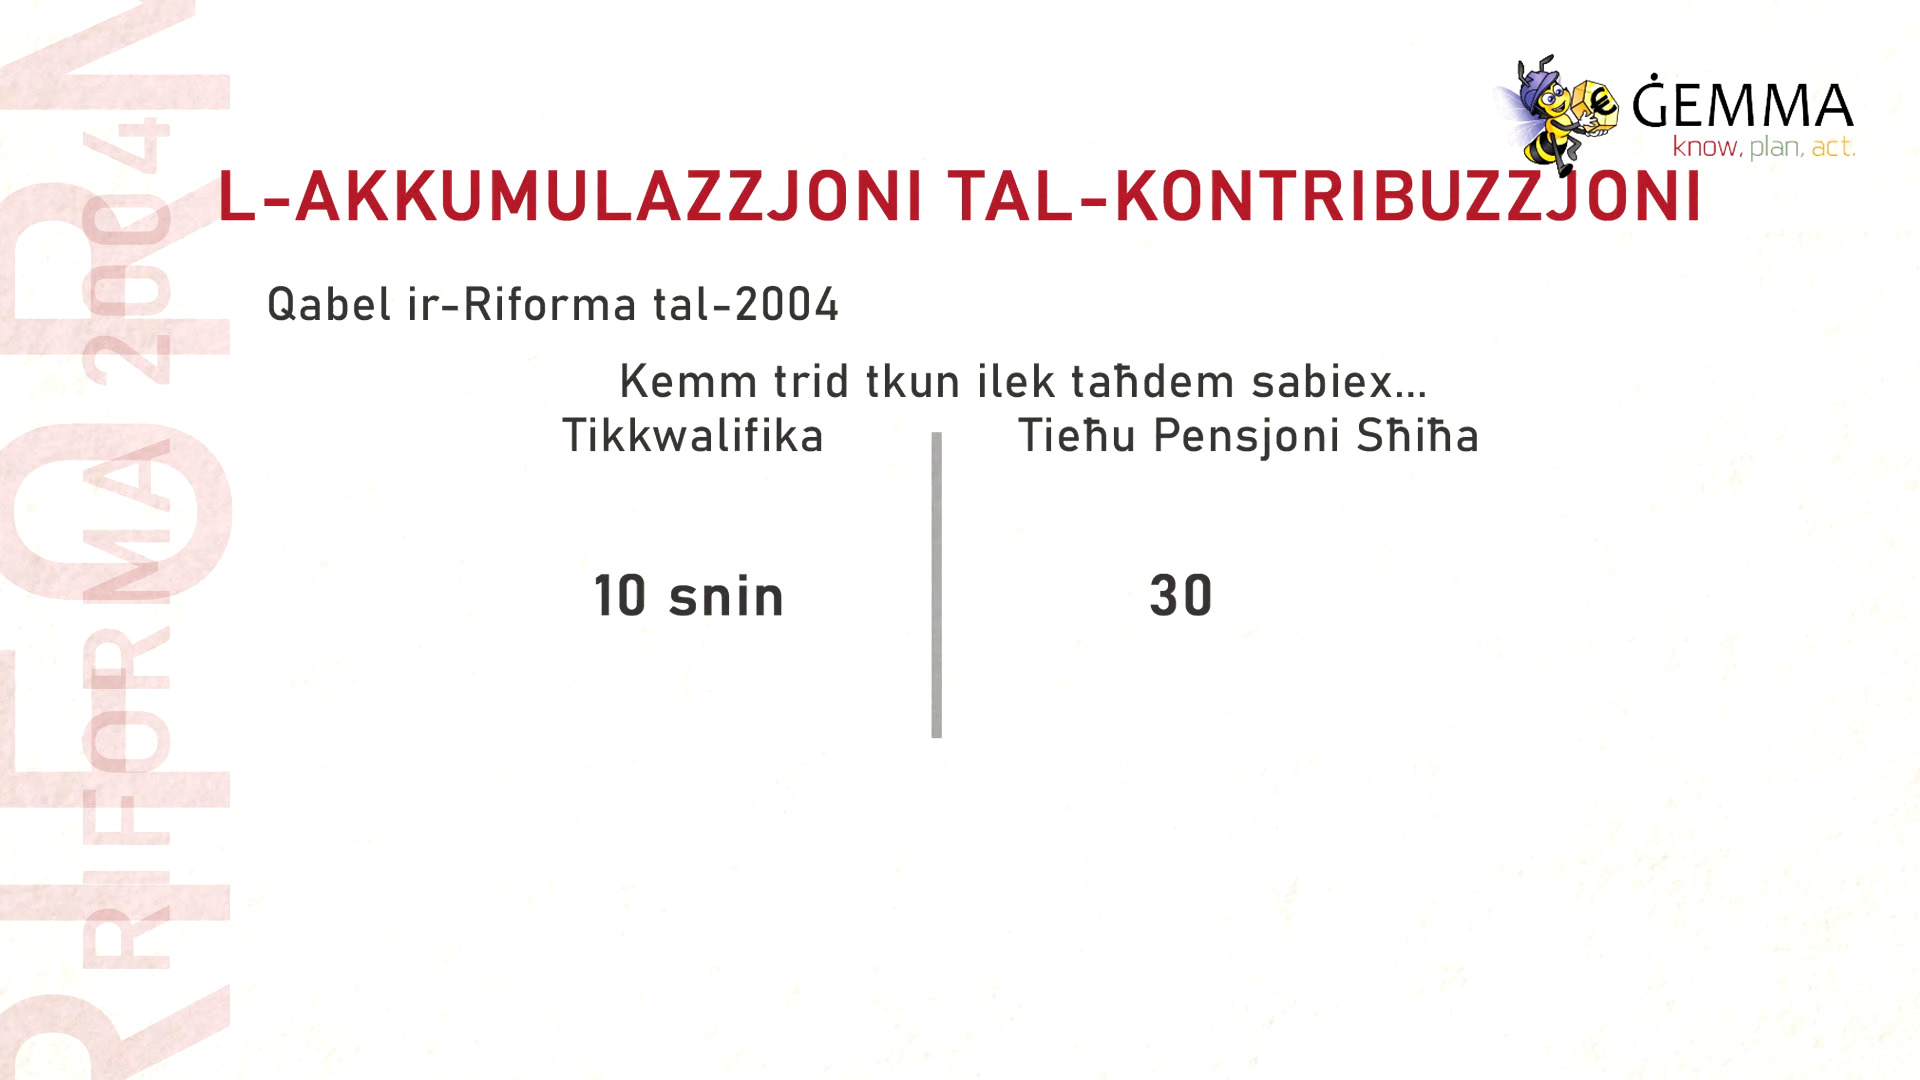 ĠEMMA
know, plan, act.
L-AKKUMULAZZJONI TAL-KONTRIBUZZJONI
Qabel ir-Riforma tal-2004
Kemm trid tkun ilek taħdem sabiex...
Tikkwalifika
Tieħu Pensjoni Sħiħa
10 snin
30
RIFORMA 2004